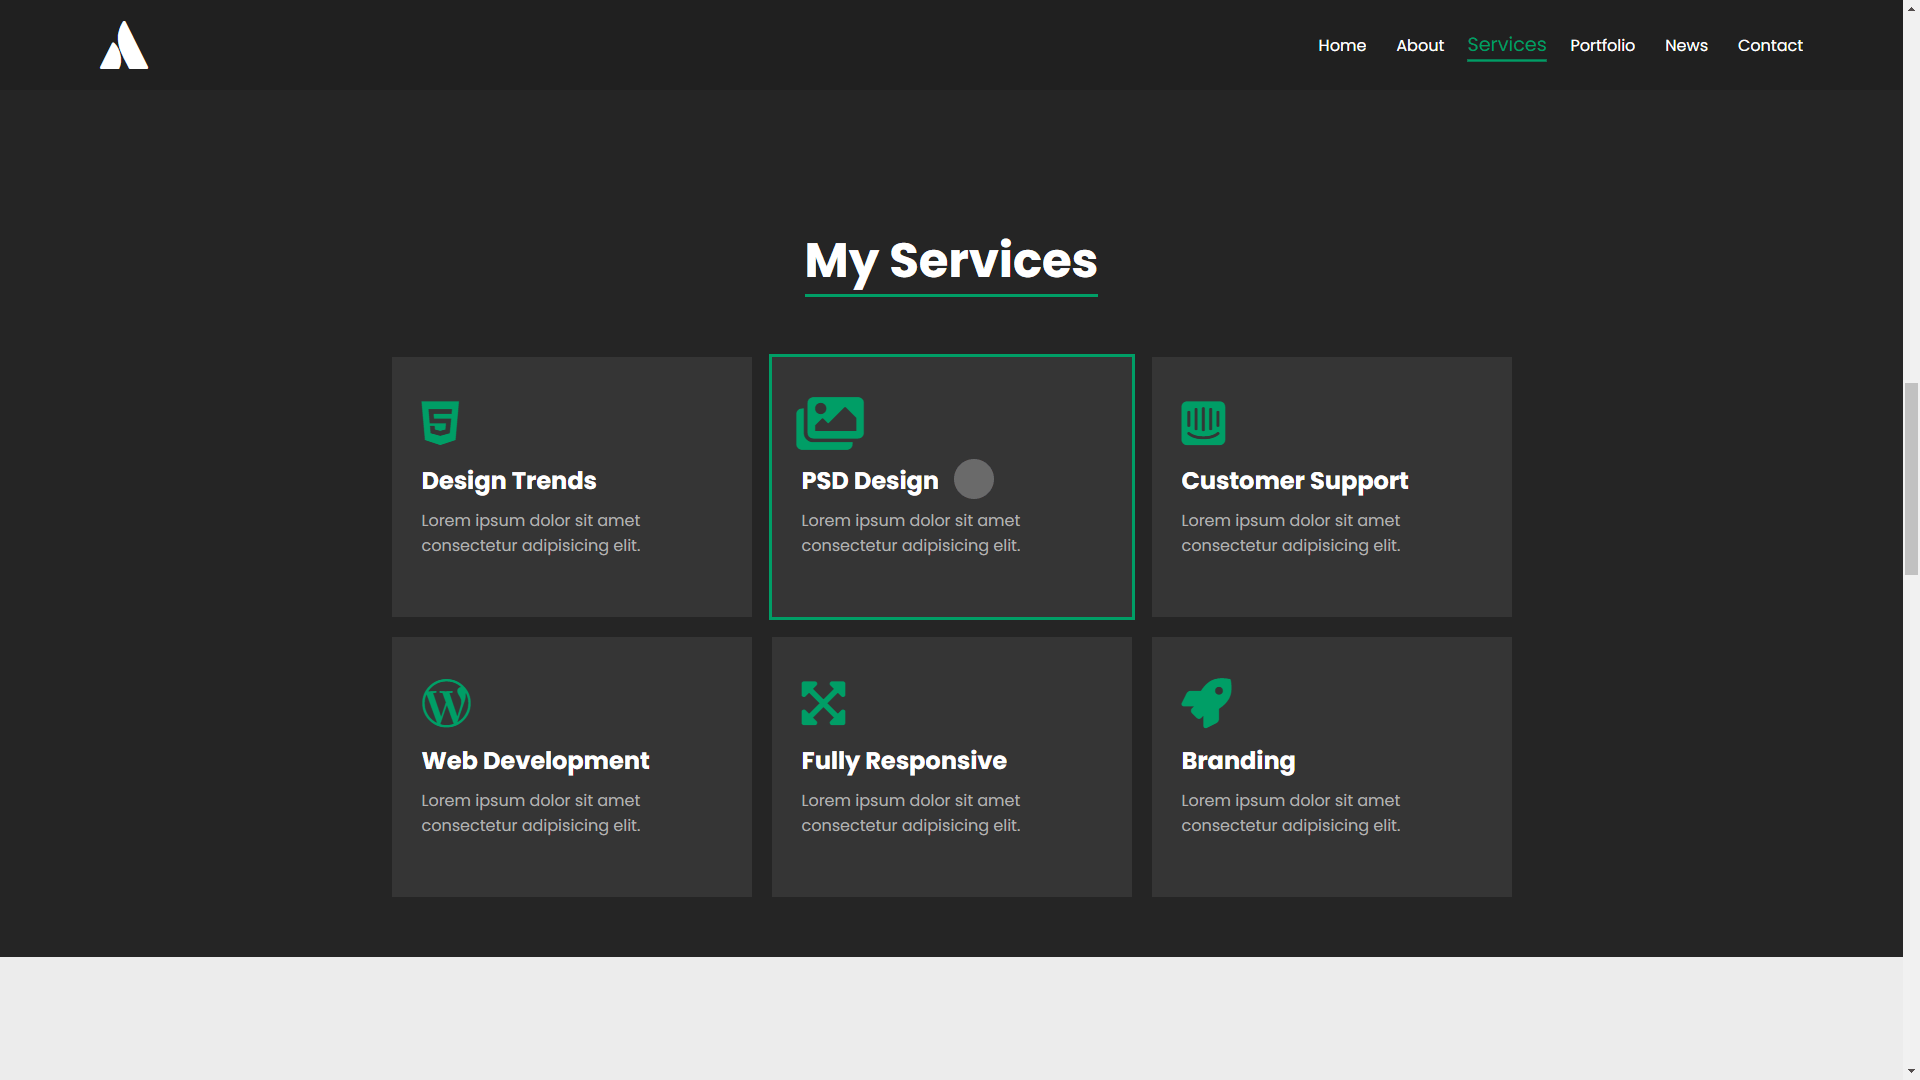 Home
About
Services
Portfolio
News
Contact
My Services
Design Trends
Lorem ipsum dolor sit amet
consectetur adipisicing elit.
PSD Design
Lorem ipsum dolor sit amet
consectetur adipisicing elit.
Customer Support
Lorem ipsum dolor sit amet
consectetur adipisicing elit.
Web Development
Lorem ipsum dolor sit amet
consectetur adipisicing elit.
Fully Responsive
Lorem ipsum dolor sit amet
consectetur adipisicing elit.
Branding
Lorem ipsum dolor sit amet
consectetur adipisicing elit.